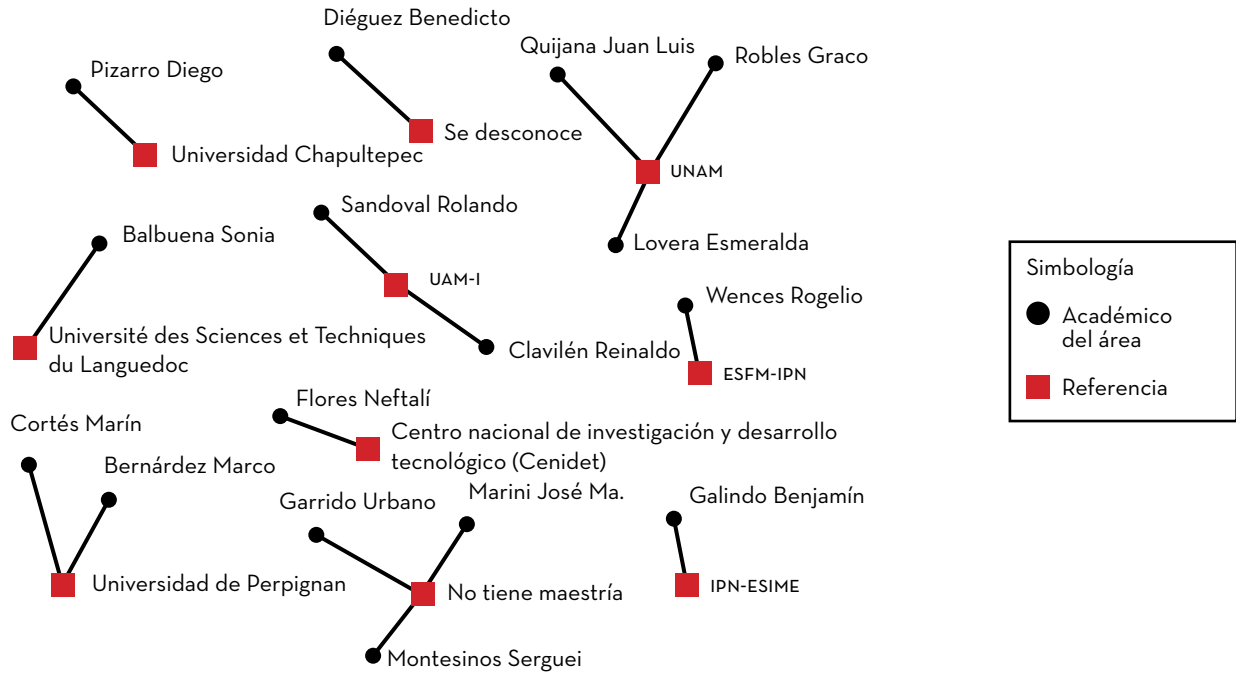 Diéguez Benedicto
Quijana Juan Luis
Robles Graco
Pizarro Diego
Se desconoce
Universidad Chapultepec
UNAM
Sandoval Rolando
Balbuena Sonia
Lovera Esmeralda
Simbología
UAM-I
Wences Rogelio
Académico
del área
Université des Sciences et Techniques
du Languedoc
Clavilén Reinaldo
ESFM-IPN
Referencia
Flores Neftalí
Cortés Marín
Centro nacional de investigación y desarrollo
tecnológico (Cenidet)
Bernárdez Marco
Marini José Ma.
Garrido Urbano
Galindo Benjamín
Universidad de Perpignan
No tiene maestría
IPN-ESIME
Montesinos Serguei